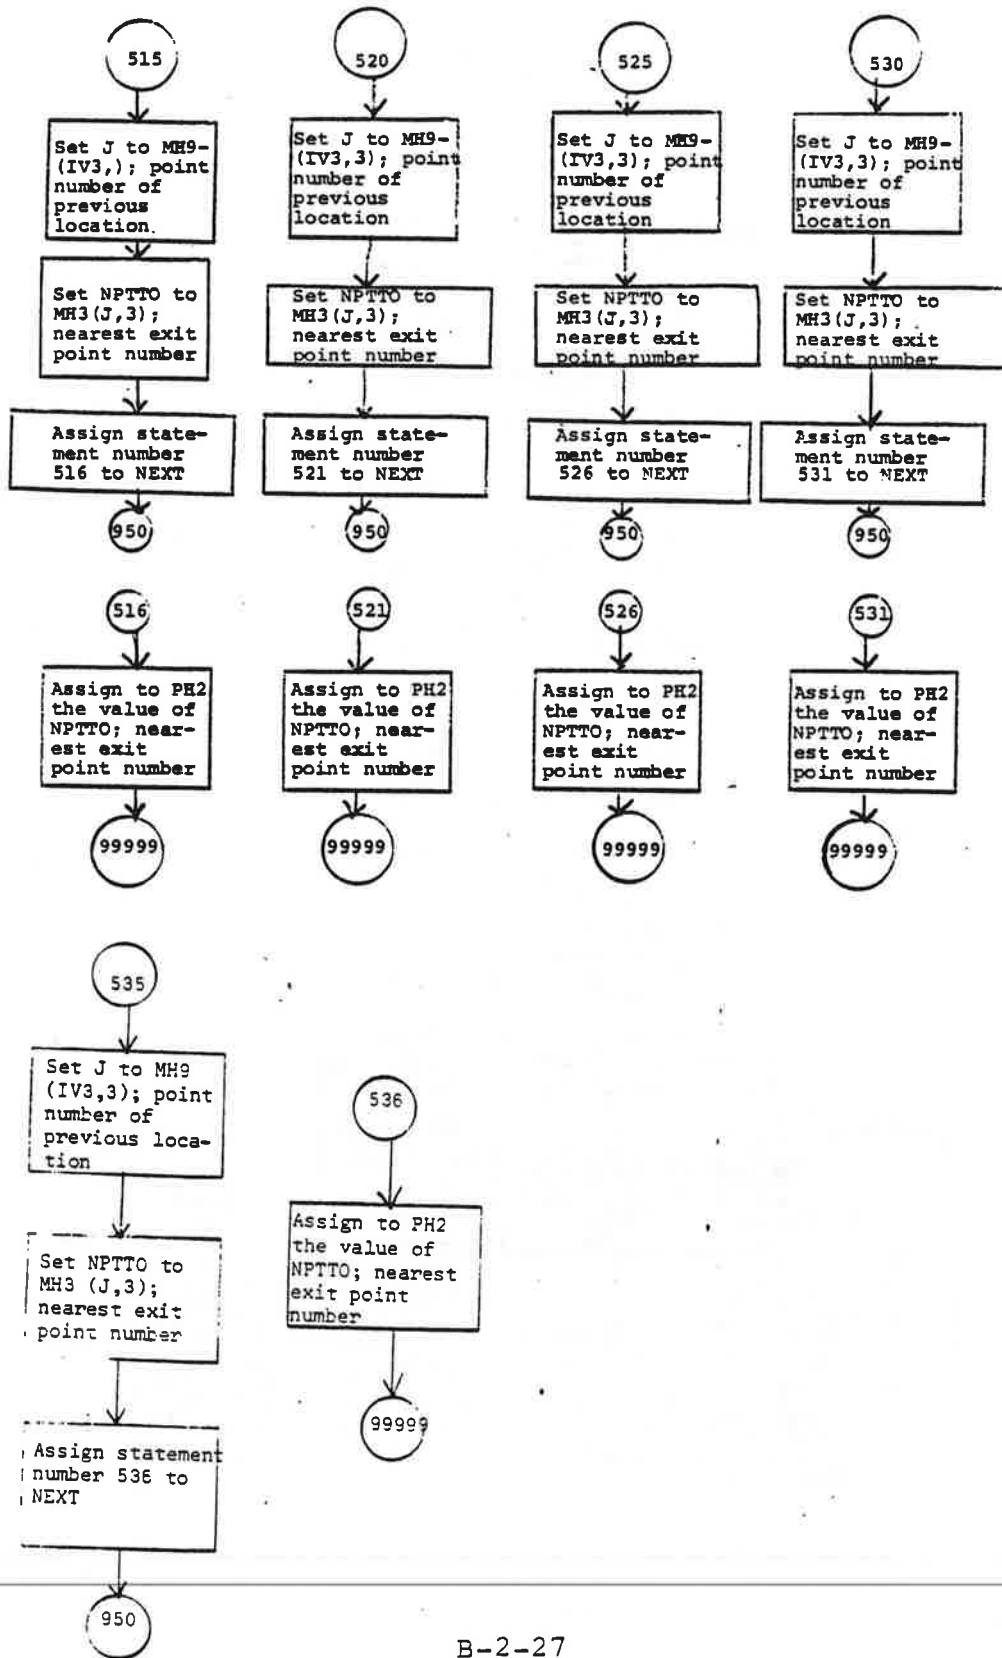 515
Set J to MH9-
(IV3,); point
number of
previous
location.
Set NPTTO to
MH3(J,3);
nearest exit
point number
Assign state-
ment number
516 to NEXT
950
520
Set J to MH9-
(IV3,3); point
number of
previous
location
Set NPTTO to
MH3(J,3);
nearest exit
point number
Assign state-
ment number
521 to NEXT
950
525
Set J to MH9-
(IV3,3); point
number of
previous
location
Set NPTTO to
MH3(J,3);
nearest exit
point number
Assign state-
ment number
526 to NEXT
950
530
Set J to MH9-
(IV3,3); point
number of
previous
location
Set NPTTO to
MH3(J,3);
nearest exit
point number
Assign state-
ment number
531 to NEXT
950
516
Assign to PH2
the value of
NPTTO; near-
est exit
point number
99999
521
Assign to PH2
the value of
NPTTO; near-
est exit
point number
99999
526
Assign to PH2
the value of
NPTTO; near-
est exit
point number
99999
531
Assign to PH2
the value of
NPTTO; near-
est exit
point number
99999
535
Set J to MH9
(IV3,3); point
number of
previous loca-
tion
Set NPTTO to
MH3 (J,3);
nearest exit
point number
Assign statement
number 536 to
NEXT
950
536
Assign to PH2
the value of
NPTTO; nearest
exit point
number
99999
B-2-27